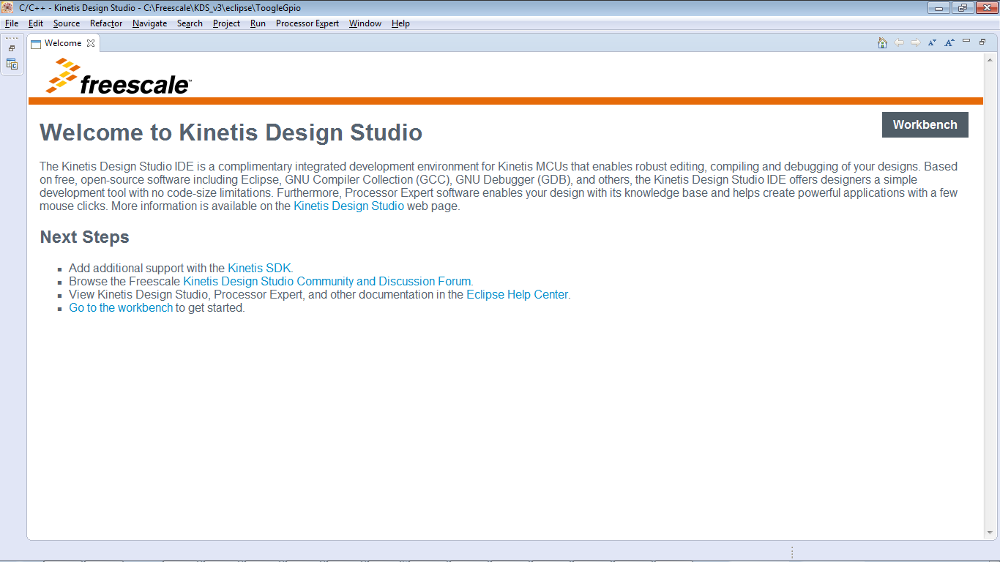 C/C++ - Kinetis Design Studio - C:\Freescale\KDS_v3\eclipse\ToogleGpio
File Edit Source Refactor Navigate Search Project Run Processor Expert Window Help
Welcome
freescale™
Workbench
Welcome to Kinetis Design Studio
The Kinetis Design Studio IDE is a complimentary integrated development environment for Kinetis MCUs that enables robust editing, compiling and debugging of your designs. Based
on free, open-source software including Eclipse, GNU Compiler Collection (GCC), GNU Debugger (GDB), and others, the Kinetis Design Studio IDE offers designers a simple
development tool with no code-size limitations. Furthermore, Processor Expert software enables your design with its knowledge base and helps create powerful applications with a few
mouse clicks. More information is available on the Kinetis Design Studio web page.
Next Steps
Add additional support with the Kinetis SDK.
Browse the Freescale Kinetis Design Studio Community and Discussion Forum.
View Kinetis Design Studio, Processor Expert, and other documentation in the Eclipse Help Center.
Go to the workbench to get started.